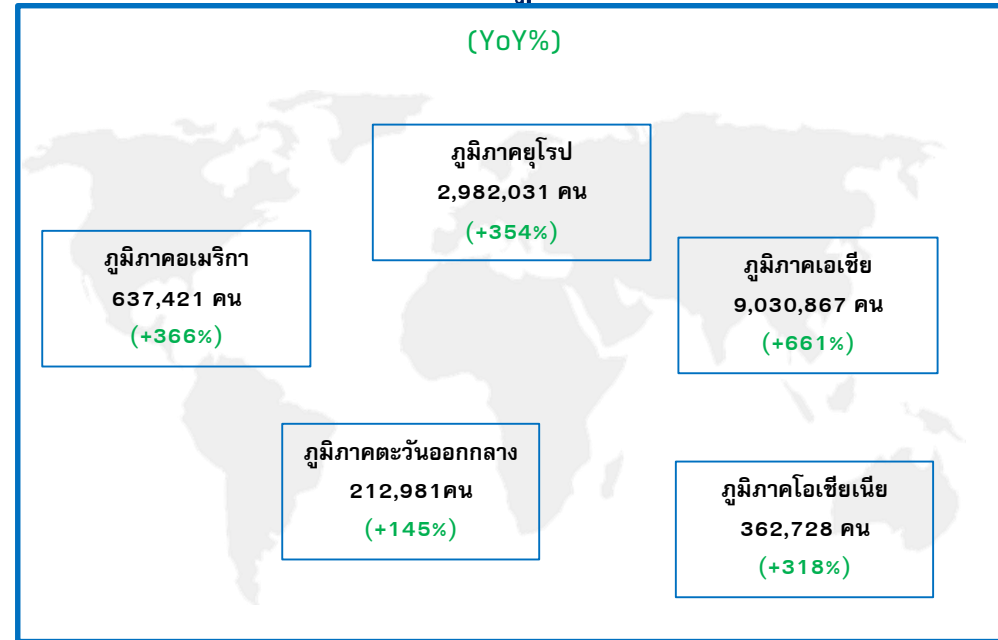 (YoY%)
ภูมิภาคยุโรป
2,982,031 คน
(+354%)
ภูมิภาคอเมริกา
637,421 คน
(+366%)
ภูมิภาคเอเชีย
9,030,867 คน
(+661%)
ภูมิภาคตะวันออกกลาง
212,981คน
(+145%)
ภูมิภาคโอเชียเนีย
362,728 คน
(+318%)